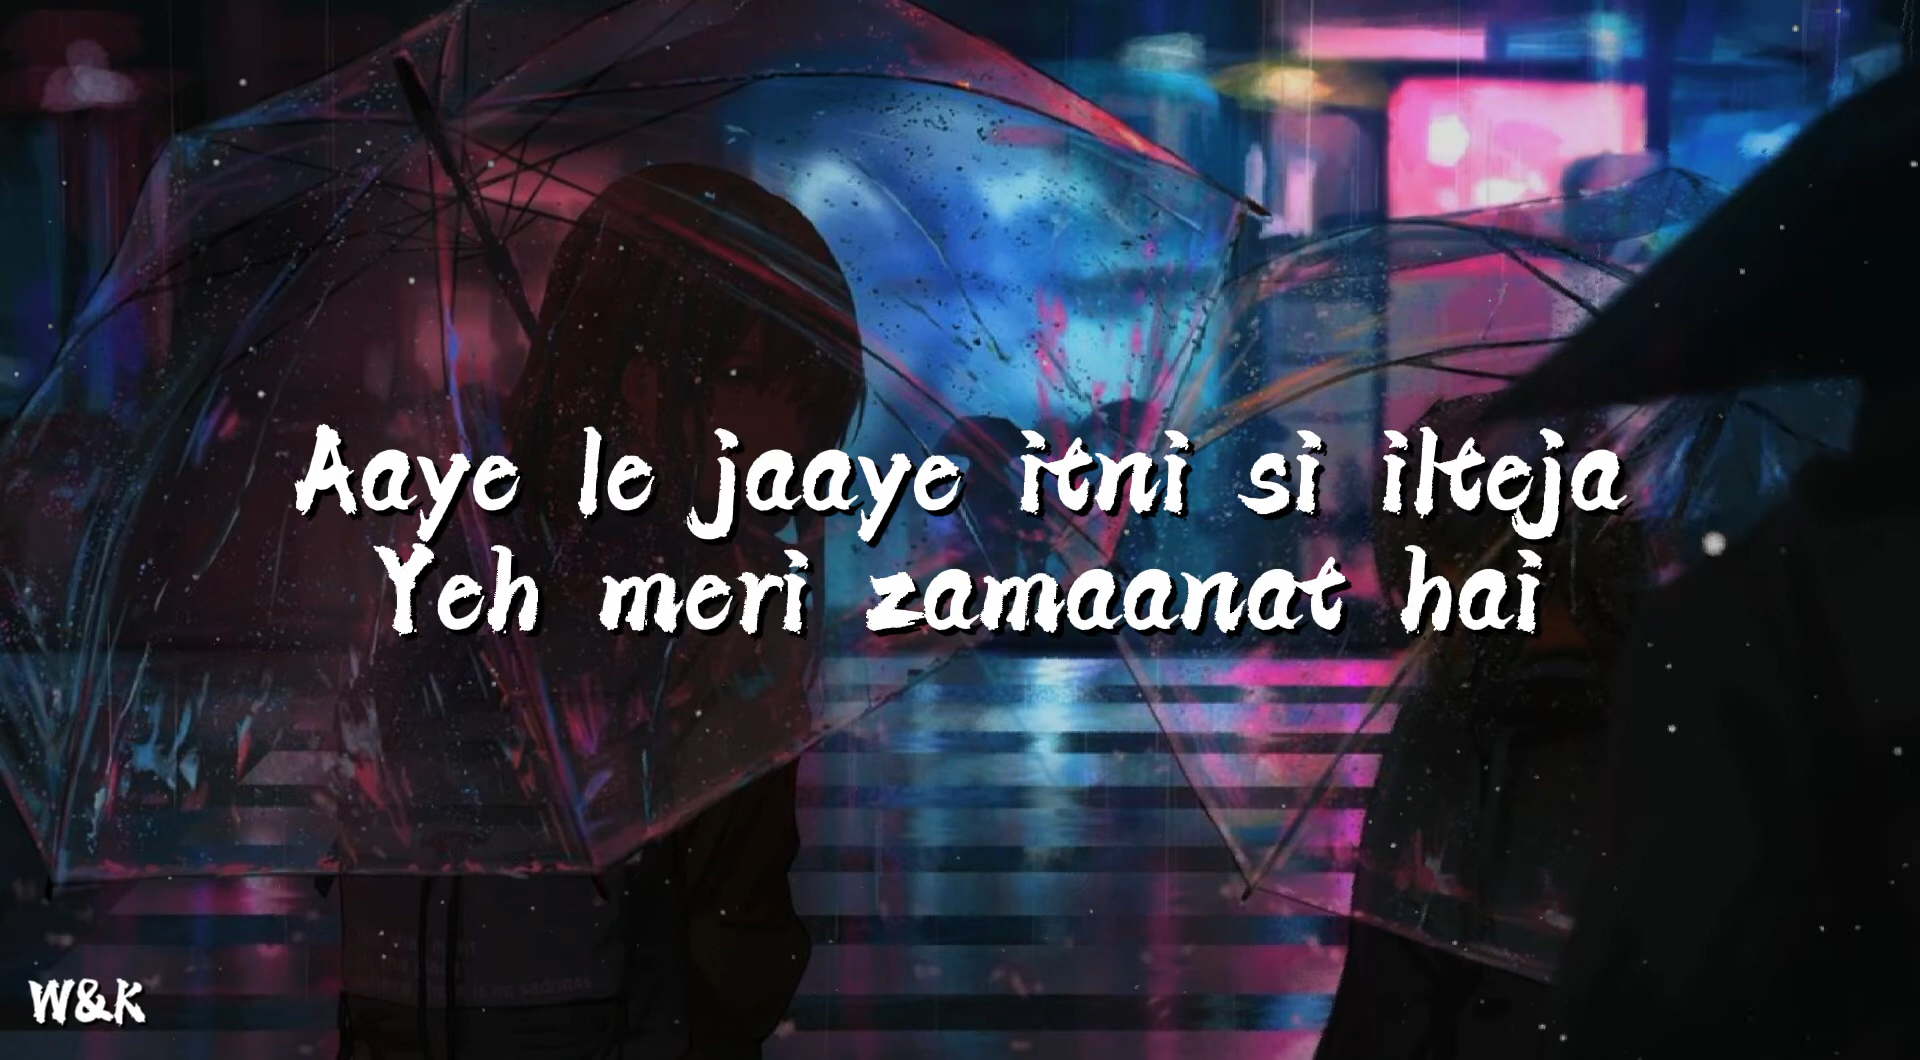 Aaye le jaaye itni si ilteja
Yeh meri zamaanat hai
W&K